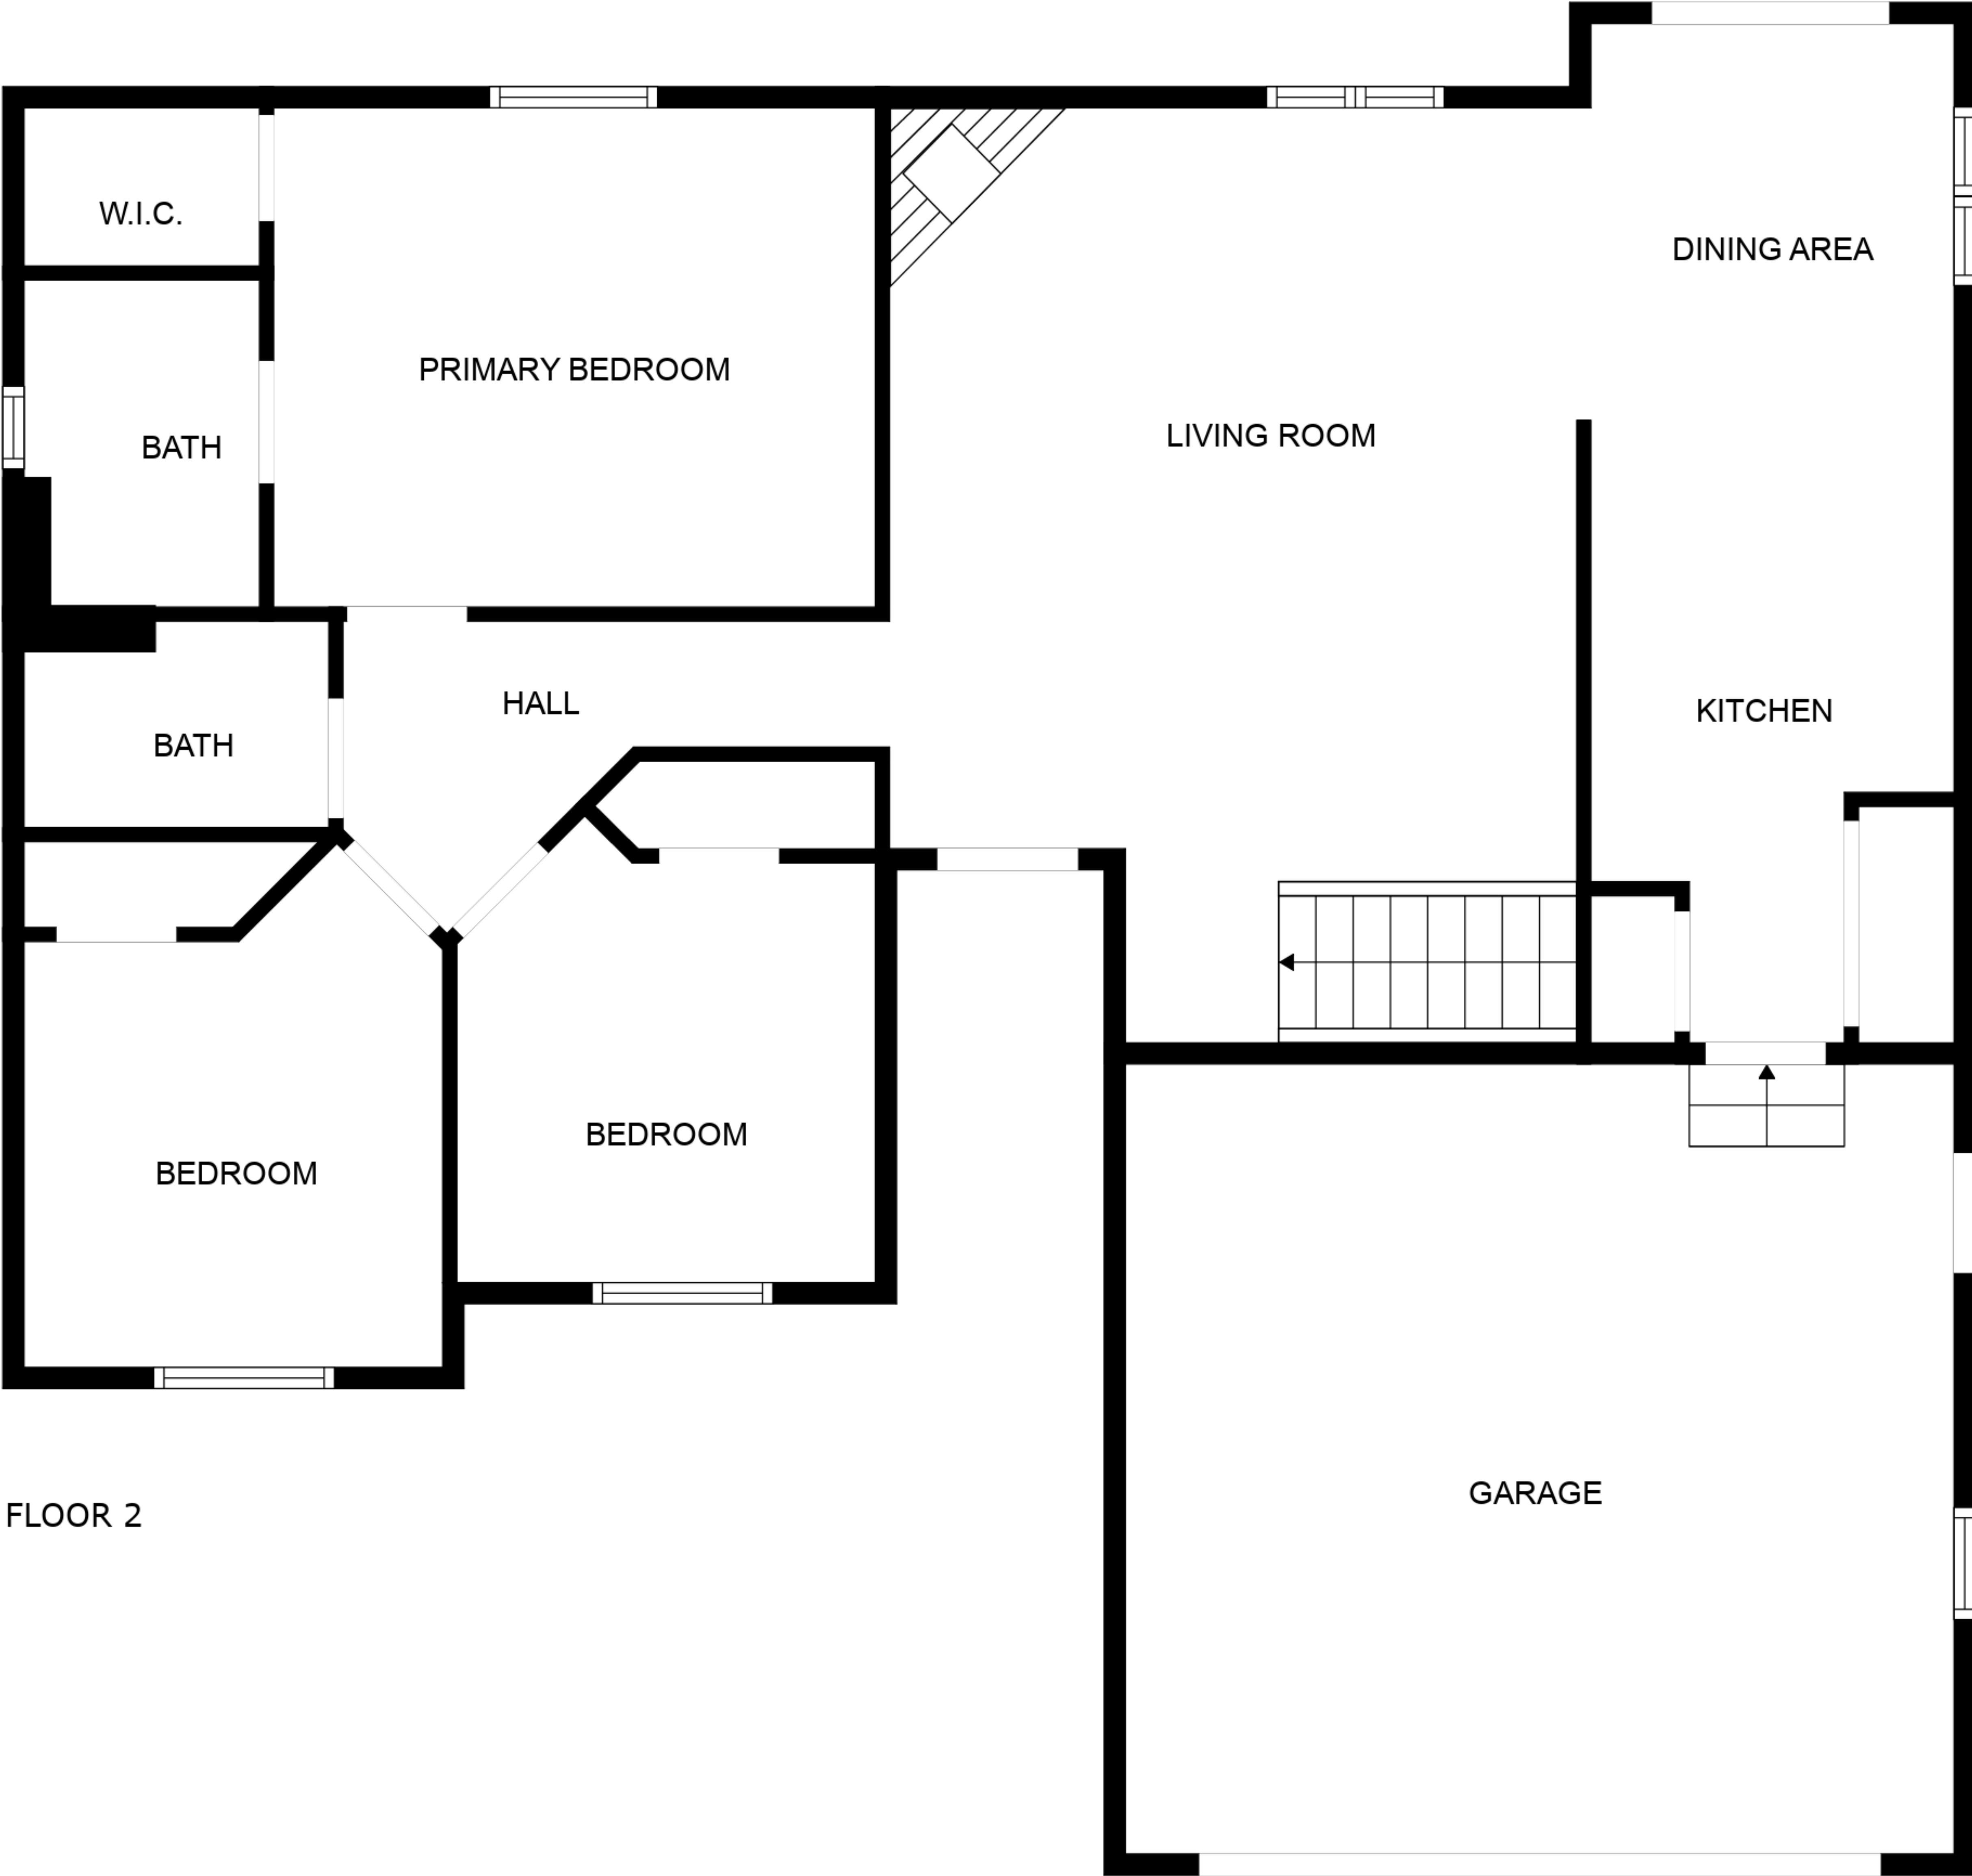 W.I.C.
DINING AREA
PRIMARY BEDROOM
LIVING ROOM
BATH
HALL
KITCHEN
BATH
BEDROOM
BEDROOM
GARAGE
FLOOR 2